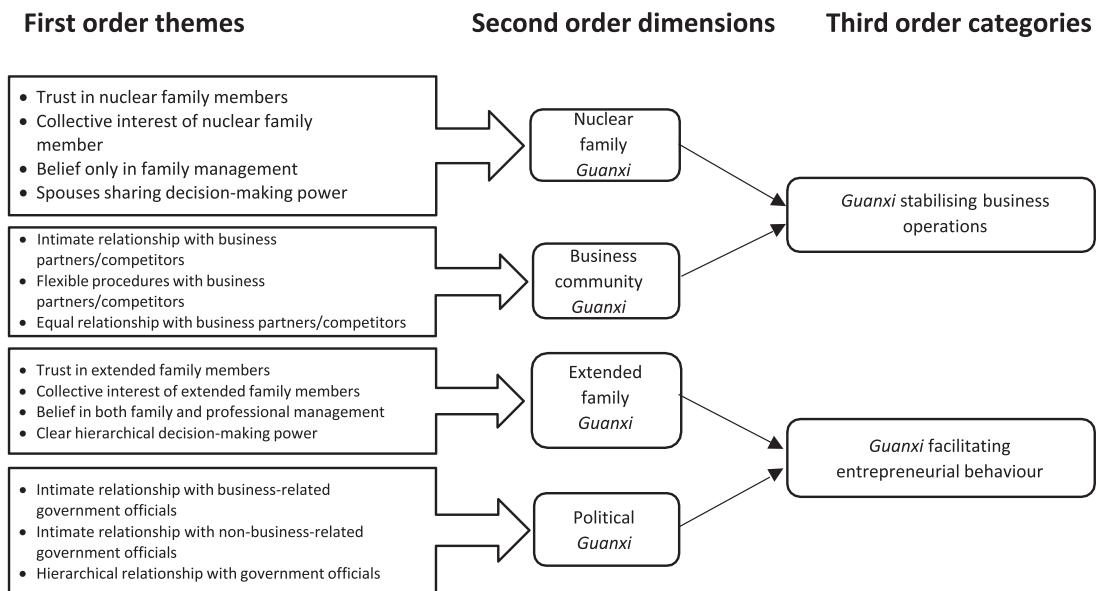 First order themes
Second order dimensions
Third order categories
• Trust in nuclear family members
• Collective interest of nuclear family
member
• Belief only in family management
• Spouses sharing decision-making power
Nuclear
family
Guanxi
• Intimate relationship with business
partners/competitors
• Flexible procedures with business
partners/competitors
• Equal relationship with business partners/competitors
Business
community
Guanxi
Guanxi stabilising business
operations
• Trust in extended family members
• Collective interest of extended family members
• Belief in both family and professional management
• Clear hierarchical decision-making power
Extended
family
Guanxi
• Intimate relationship with business-related
government officials
• Intimate relationship with non-business-related
government officials
• Hierarchical relationship with government officials
Political
Guanxi
Guanxi facilitating
entrepreneurial behaviour